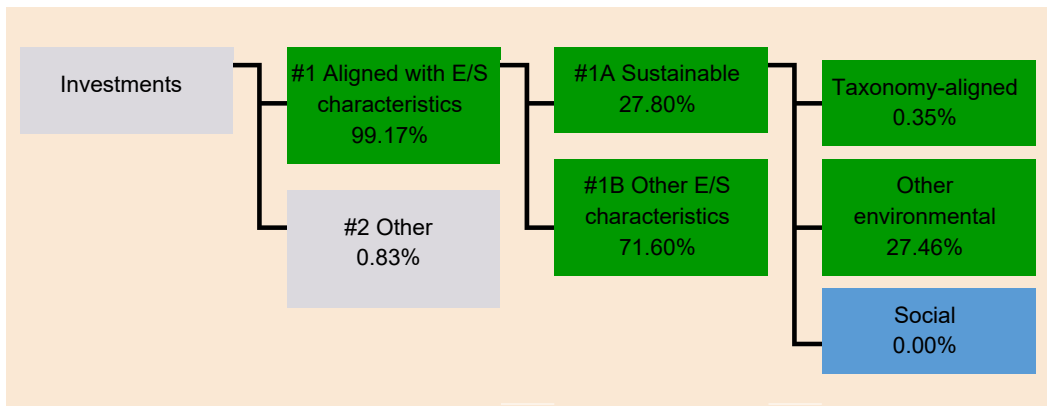 Investments
#1 Aligned with E/S
characteristics
99.17%
#2 Other
0.83%
#1A Sustainable
27.80%
#1B Other E/S
characteristics
71.60%
Taxonomy-aligned
0.35%
Other
environmental
27.46%
Social
0.00%